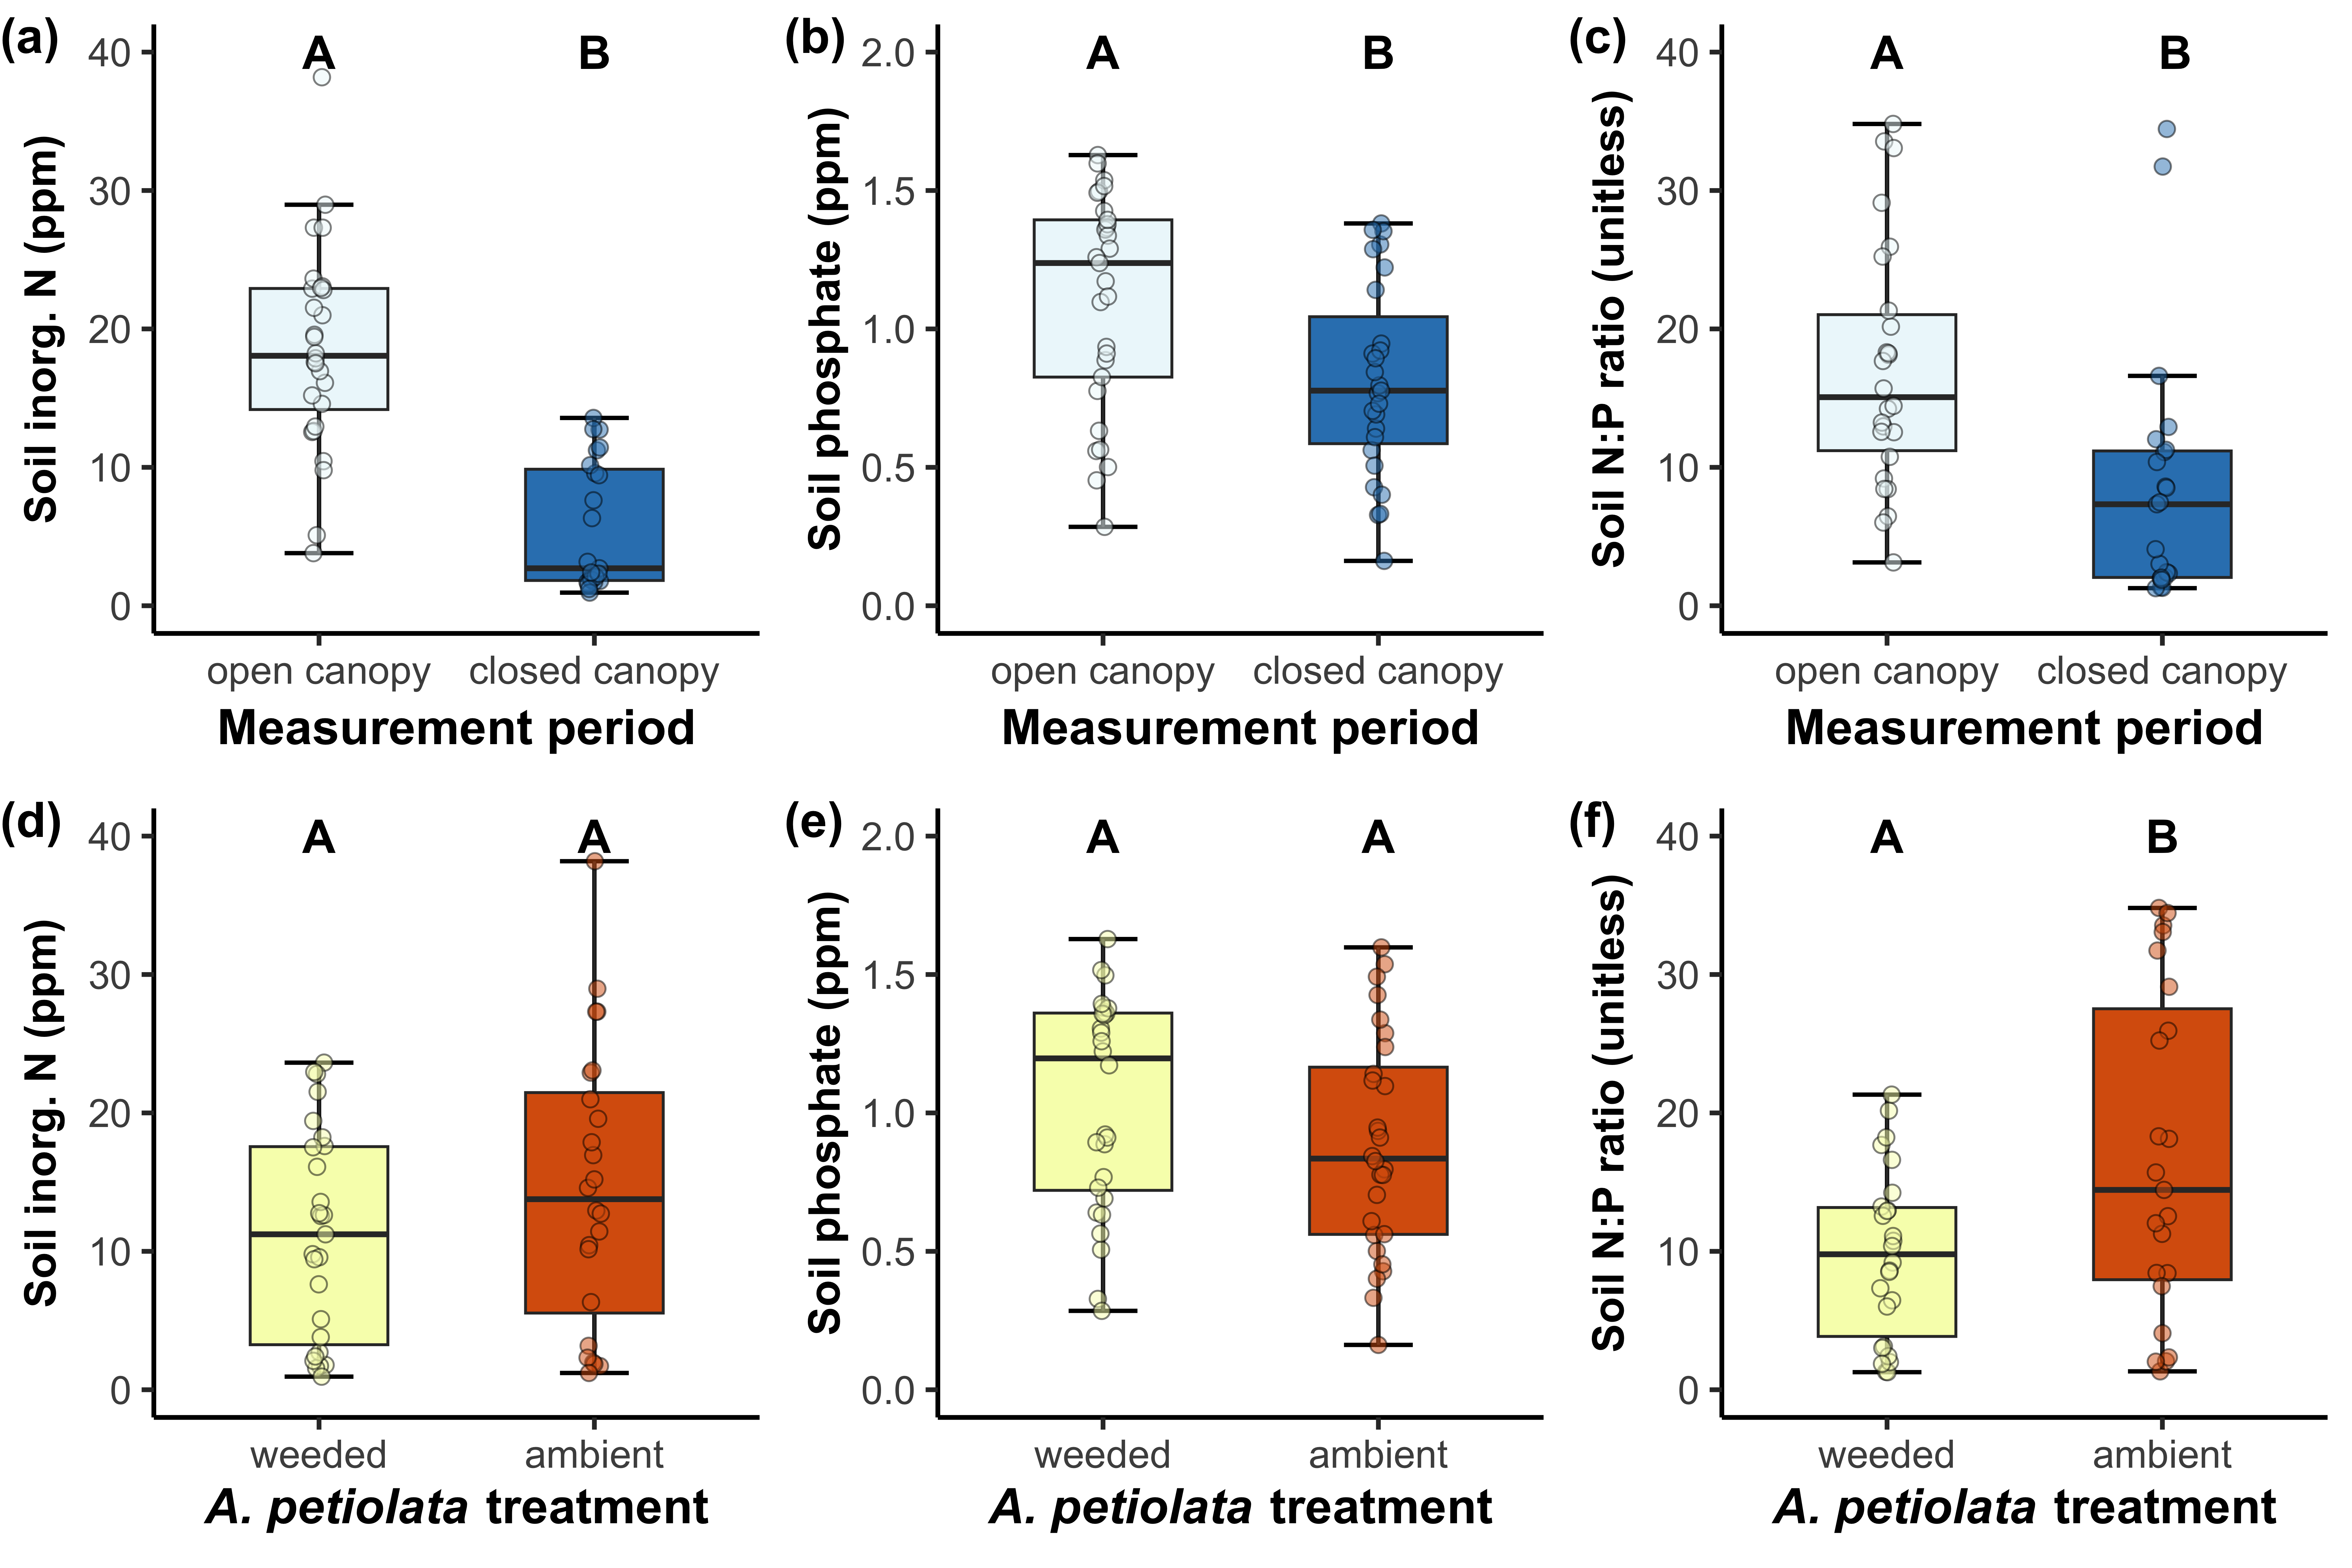 (a)
Soil inorg. N (ppm)
40
30
20
10
0
A B
open canopy closed canopy
Measurement period
(b)
Soil phosphate (ppm)
2.0
1.5
1.0
0.5
0.0
A B
open canopy closed canopy
Measurement period
(c)
Soil N:P ratio (unitless)
40
30
20
10
0
A B
open canopy closed canopy
Measurement period
(d)
Soil inorg. N (ppm)
40
30
20
10
0
A A
weeded ambient
A. petiolata treatment
(e)
Soil phosphate (ppm)
2.0
1.5
1.0
0.5
0.0
A A
weeded ambient
A. petiolata treatment
(f)
Soil N:P ratio (unitless)
40
30
20
10
0
A B
weeded ambient
A. petiolata treatment